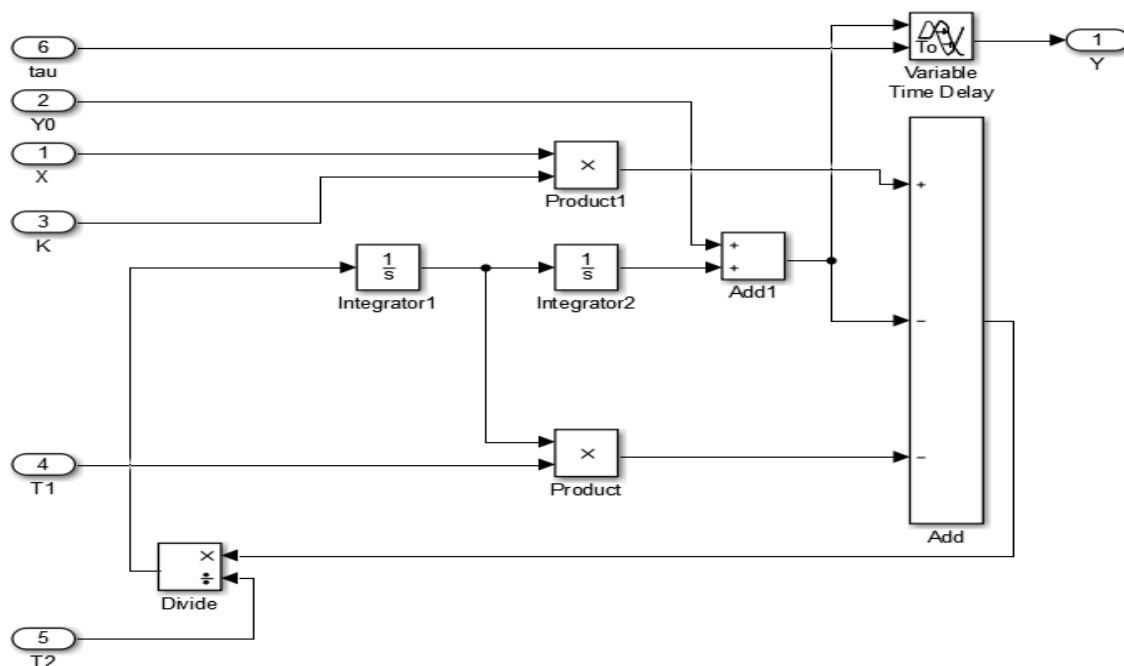 6
tau
To
Variable
Time Delay
1
Y
2
Y0
1
X
×
Product1
+
3
K
1
s
Integrator1
1
s
Integrator2
+
+
Add1
−
4
T1
×
Product
−
Add
×
÷
Divide
5
T2